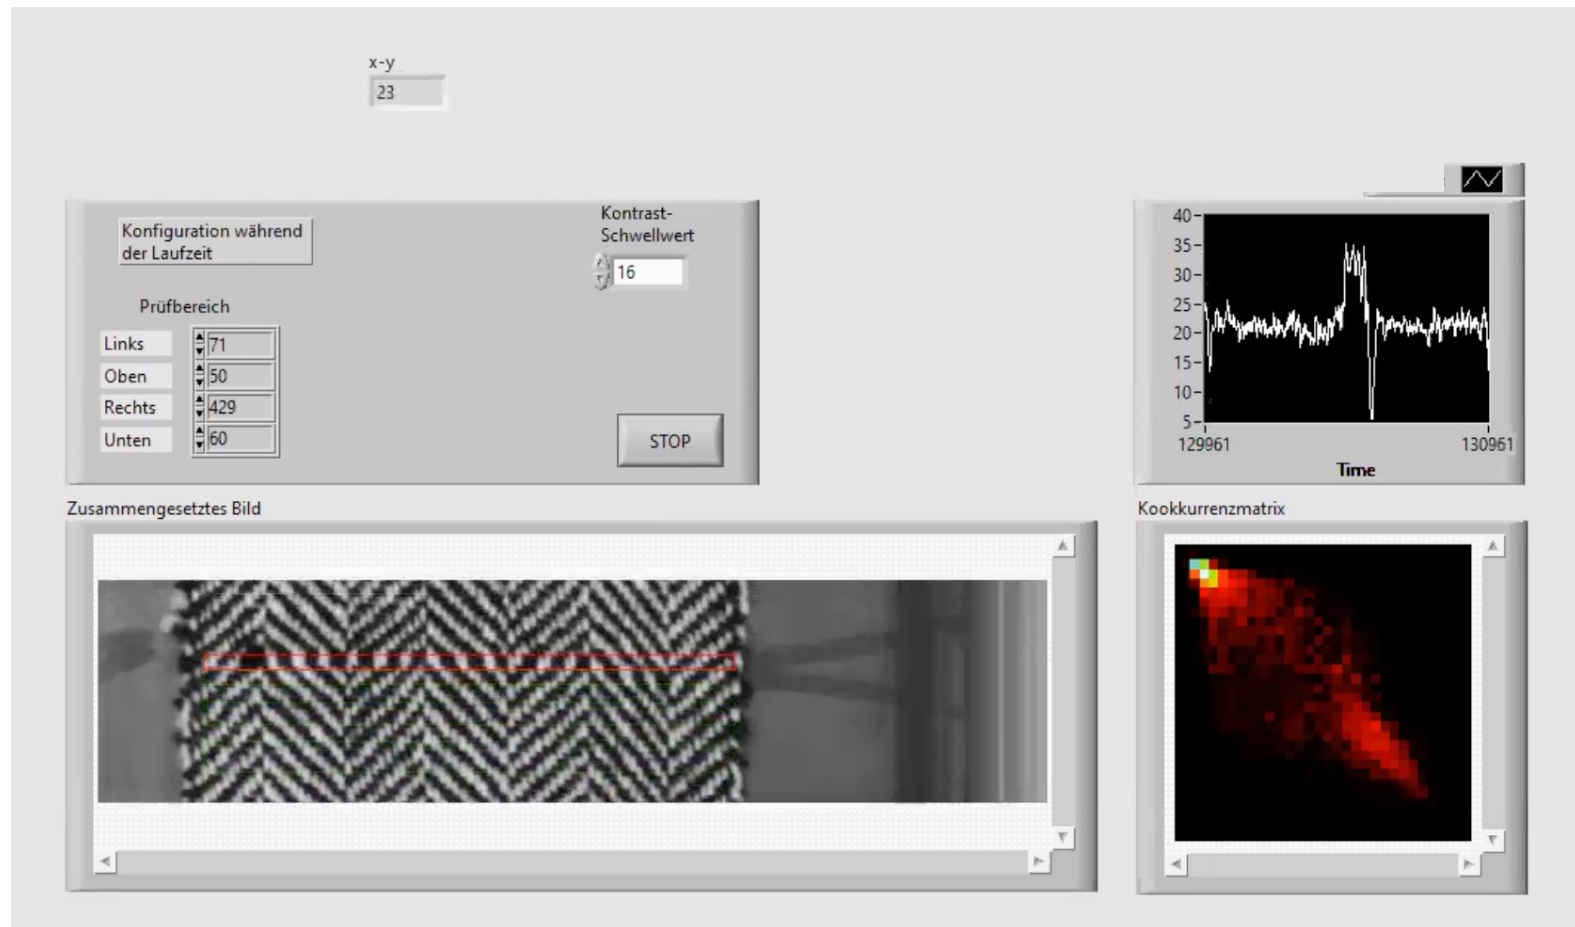 x-y
23
Konfiguration während
der Laufzeit
Kontrast-
Schwellwert
16
Prüfbereich
Links 71
Oben 50
Rechts 429
Unten 60
STOP
40
35
30
25
20
15
10
5
129961 130961
Time
Zusammengesetztes Bild
Kookkurrenzmatrix